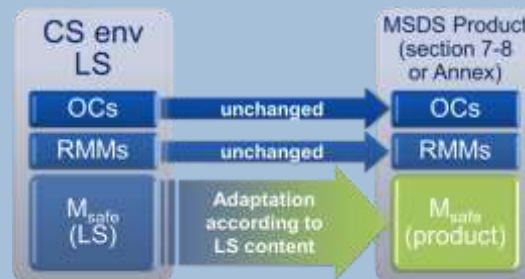 CS env
LS
MSDS Product
(section 7-8
or Annex)
OCs
unchanged
OCs
RMMs
unchanged
RMMs
Msafe
(LS)
Adaptation
according to
LS content
Msafe
(product)